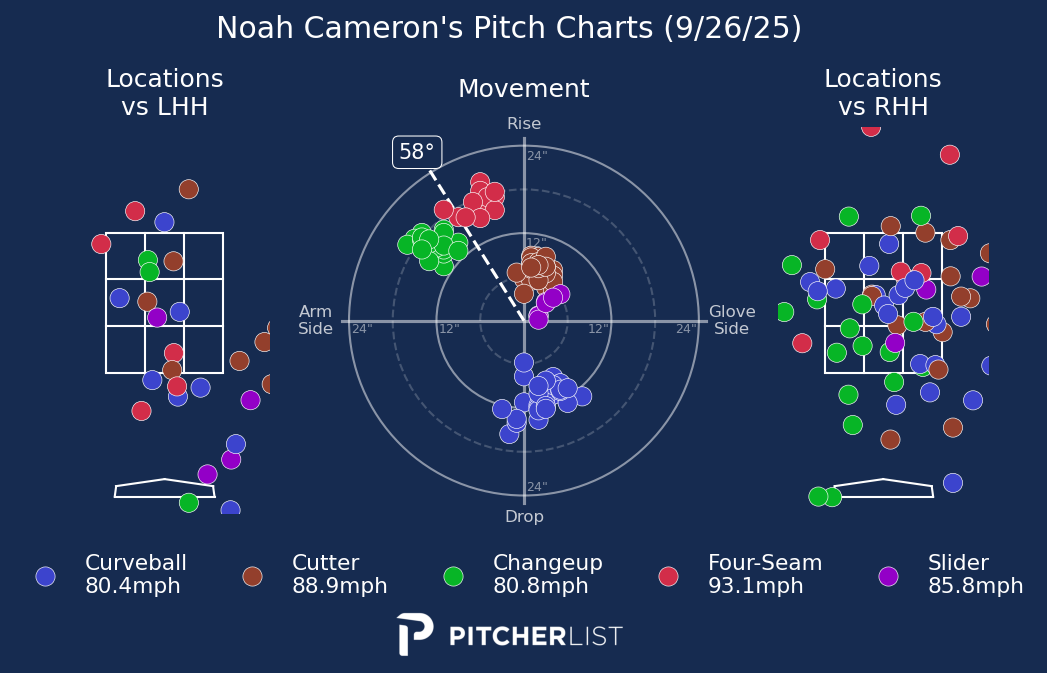 Noah Cameron's Pitch Charts (9/26/25)
Locations
vs LHH
Movement
Locations
vs RHH
Rise
58°
24"
12"
Arm
Side
24"
12"
12"
24"
Glove
Side
24"
Drop
Curveball
80.4mph
Cutter
88.9mph
Changeup
80.8mph
Four-Seam
93.1mph
Slider
85.8mph
PITCHERLIST